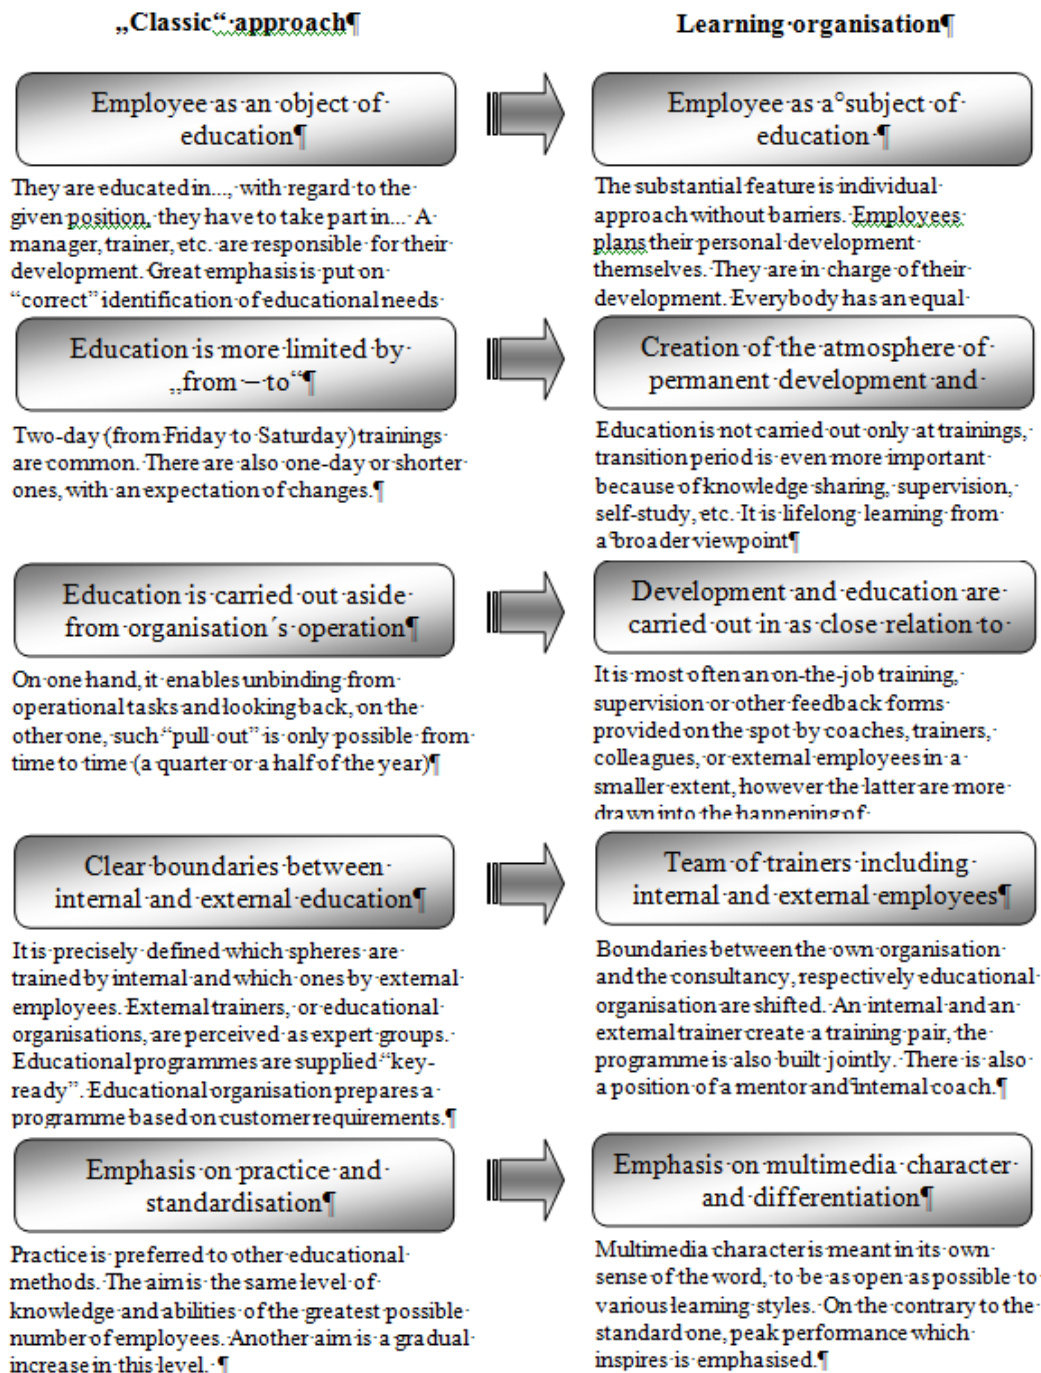 „Classic“ approach¶
Learning·organisation¶
Employee·as·an·object·of·
education¶
Employee·as·a°subject·of·
education·¶
They·are·educated·in...,·with·regard·to·the·
given·position,·they·have·to·take·part·in...·A·
manager,·trainer,·etc.·are·responsible·for·their·
development.·Great·emphasis·is·put·on·
“correct”·identification·of·educational·needs·
The·substantial·feature·is·individual·
approach·without·barriers.·Employees·
plans·their·personal·development·
themselves.·They·are·in·charge·of·their·
development.·Everybody·has·an·equal·
Education·is·more·limited·by·
„from·–·to“¶
Creation·of·the·atmosphere·of·
permanent·development·and·
Two-day·(from·Friday·to·Saturday)·trainings·
are·common.·There·are·also·one-day·or·shorter·
ones,·with·an·expectation·of·changes.¶
Education·is·not·carried·out·only·at·trainings,·
transition·period·is·even·more·important·
because·of·knowledge·sharing,·supervision,·
self-study,·etc.·It·is·lifelong·learning·from·
a°broader·viewpoint¶
Education·is·carried·out·aside·
from·organisation´s·operation¶
Development·and·education·are·
carried·out·in·as·close·relation·to·
On·one·hand,·it·enables·unbinding·from·
operational·tasks·and·looking·back,·on·the·
other·one,·such·“pull·out”·is·only·possible·from·
time·to·time·(a·quarter·or·a·half·of·the·year)¶
It·is·most·often·an·on-the-job·training,·
supervision·or·other·feedback·forms·
provided·on·the·spot·by·coaches,·trainers,·
colleagues,·or·external·employees·in·a·
smaller·extent,·however·the·latter·are·more·
drawn·into·the·happening·of·
Clear·boundaries·between·
internal·and·external·education¶
Team·of·trainers·including·
internal·and·external·employees¶
It·is·precisely·defined·which·spheres·are·
trained·by·internal·and·which·ones·by·external·
employees.·External·trainers,·or·educational·
organisations,·are·perceived·as·expert·groups.·
Educational·programmes·are·supplied·“key-
ready”.·Educational·organisation·prepares·a·
programme·based·on·customer·requirements.¶
Boundaries·between·the·own·organisation·
and·the·consultancy,·respectively·educational·
organisation·are·shifted.·An·internal·and·an·
external·trainer·create·a·training·pair,·the·
programme·is·also·built·jointly.·There·is·also·
a·position·of·a·mentor·and°internal·coach.¶
Emphasis·on·practice·and·
standardisation¶
Emphasis·on·multimedia·character·
and·differentiation¶
Practice·is·preferred·to·other·educational·
methods.·The·aim·is·the·same·level·of·
knowledge·and·abilities·of·the·greatest·possible·
number·of·employees.·Another·aim·is·a·gradual·
increase·in·this·level.·¶
Multimedia·character·is·meant·in·its·own·
sense·of·the·word,·to·be·as·open·as·possible·to·
various·learning·styles.·On·the·contrary·to·the·
standard·one,·peak·performance·which·
inspires·is·emphasised.¶